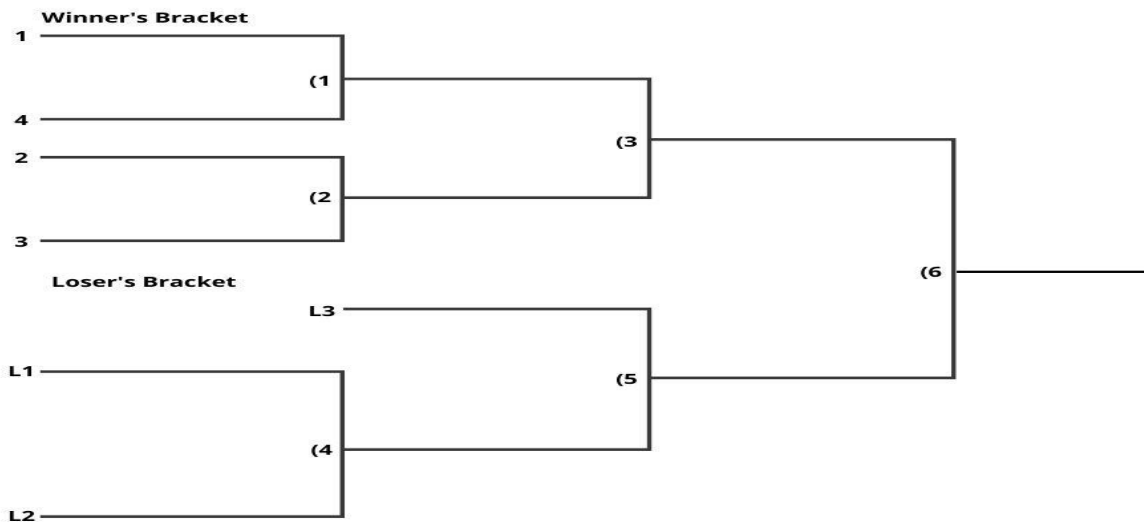 Winner's Bracket
1
(1
4
(3
2
(2
3
(6
Loser's Bracket
L3
L1
(5
(4
L2